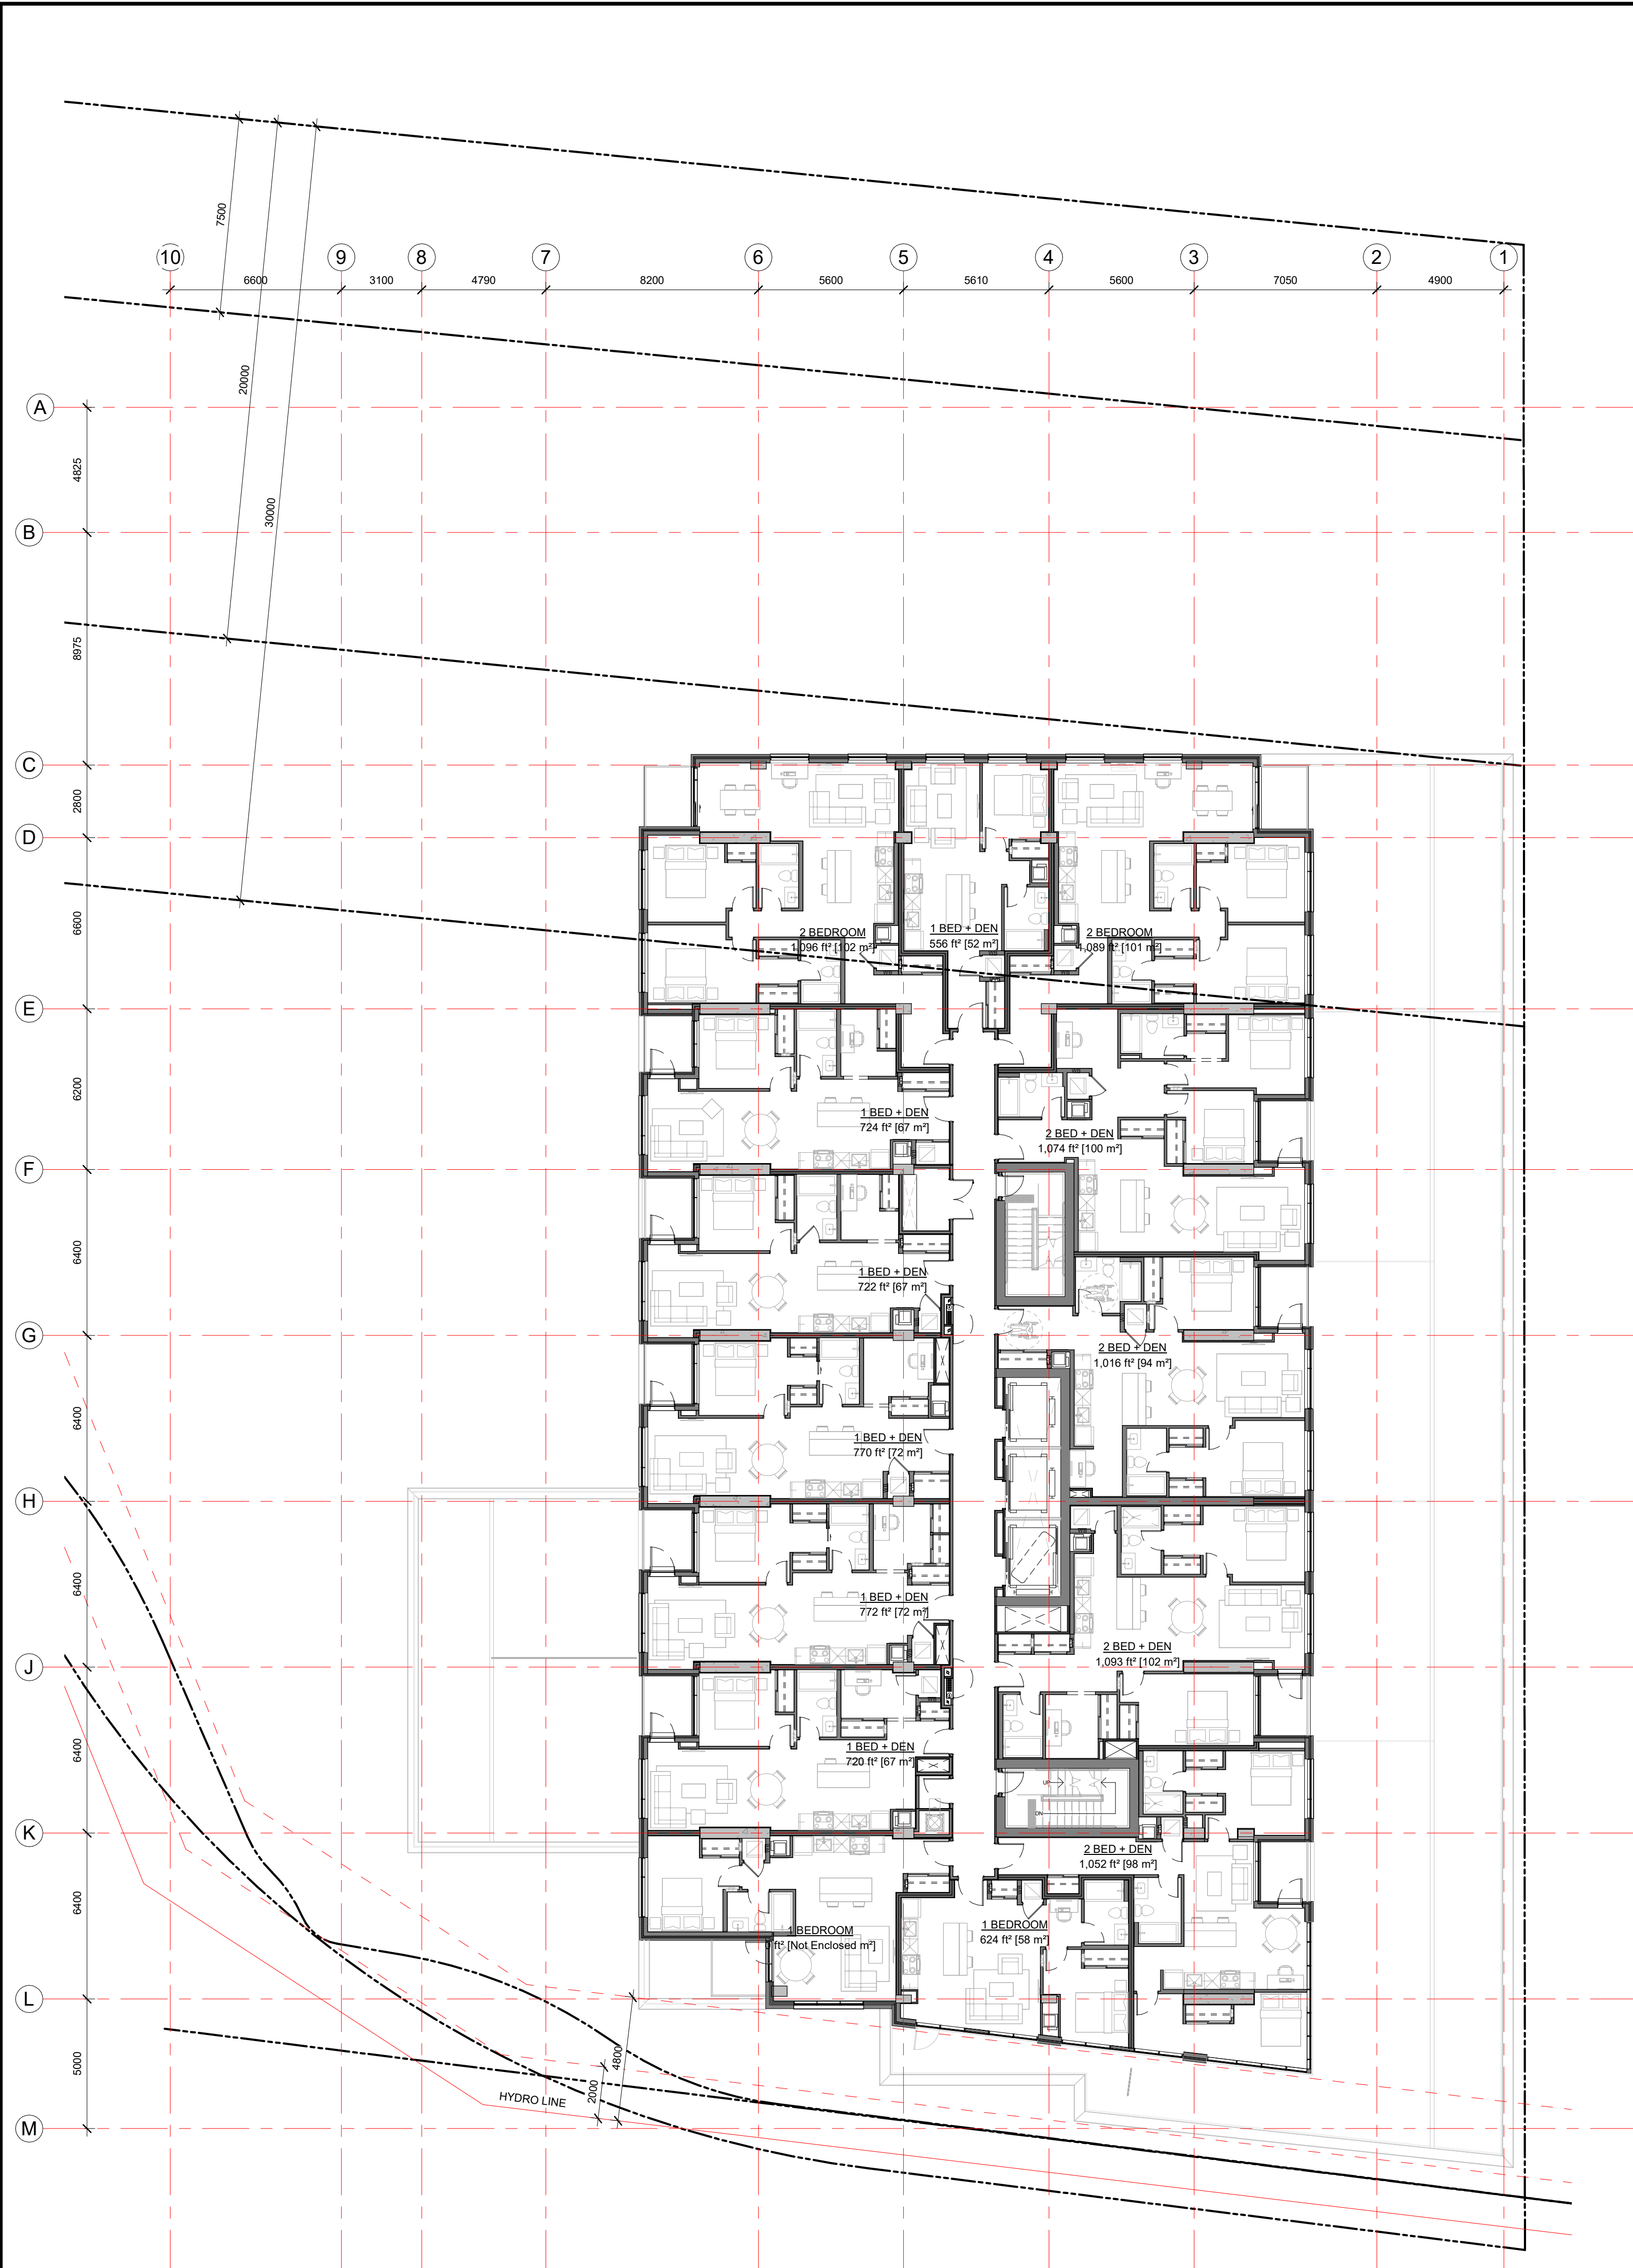 7500
10
9
8
7
6
5
4
3
2
1
6600
3100
4790
8200
5600
5610
5600
7050
4900
20000
30000
A
4825
B
8975
C
2800
D
6600
2 BEDROOM
1,096 ft² [102 m²]
1 BED + DEN
556 ft² [52 m²]
2 BEDROOM
1,089 ft² [101 m²]
E
6200
1 BED + DEN
724 ft² [67 m²]
2 BED + DEN
1,074 ft² [100 m²]
F
6400
1 BED + DEN
722 ft² [67 m²]
G
2 BED + DEN
1,016 ft² [94 m²]
6400
1 BED + DEN
770 ft² [72 m²]
H
6400
1 BED + DEN
772 ft² [72 m²]
2 BED + DEN
1,093 ft² [102 m²]
J
6400
1 BED + DEN
720 ft² [67 m²]
UP
DN
K
2 BED + DEN
1,052 ft² [98 m²]
6400
1 BEDROOM
ft² [Not Enclosed m²]
1 BEDROOM
624 ft² [58 m²]
L
5000
4800
2000
HYDRO LINE
M